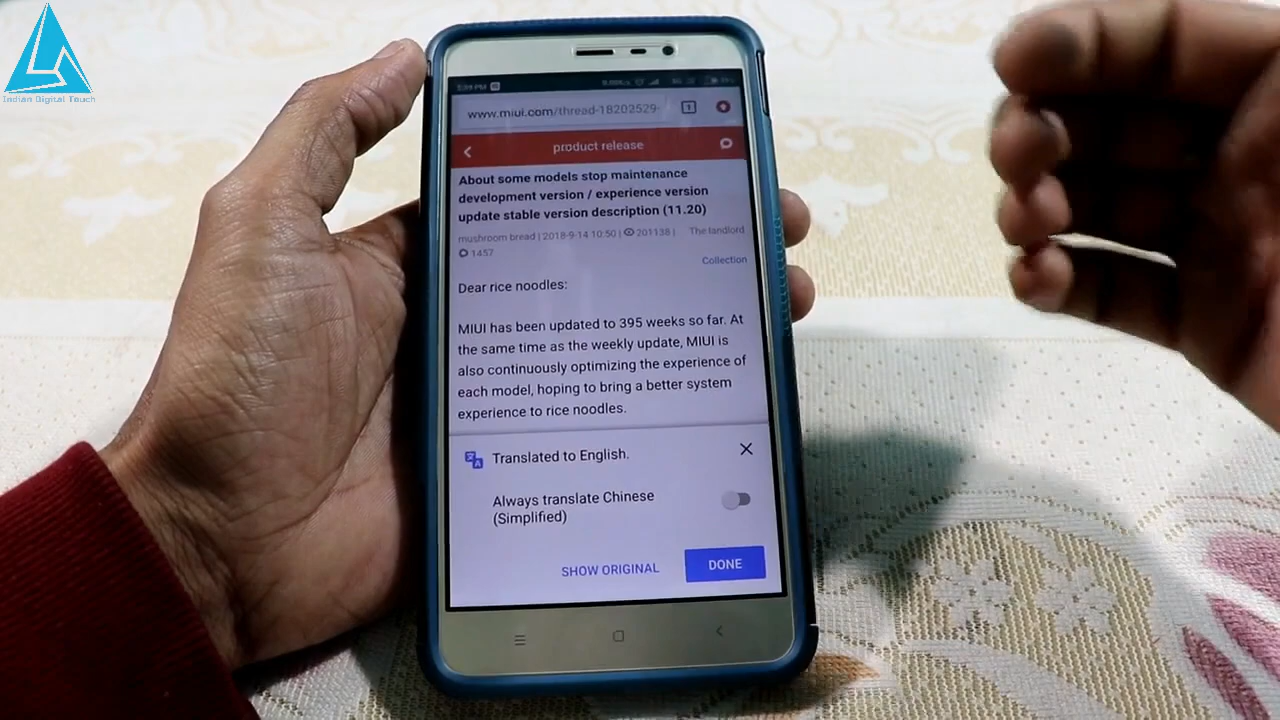 Indian Digital Touch
5:39 PM
www.miui.com/thread-18202529-
1
product release
About some models stop maintenance
development version / experience version
update stable version description (11.20)
mushroom bread | 2018-9-14 10:50 | 201138 | The landlord
1457
Collection
Dear rice noodles:
MIUI has been updated to 395 weeks so far. At
the same time as the weekly update, MIUI is
also continuously optimizing the experience of
each model, hoping to bring a better system
experience to rice noodles.
Translated to English.
Always translate Chinese
(Simplified)
SHOW ORIGINAL
DONE